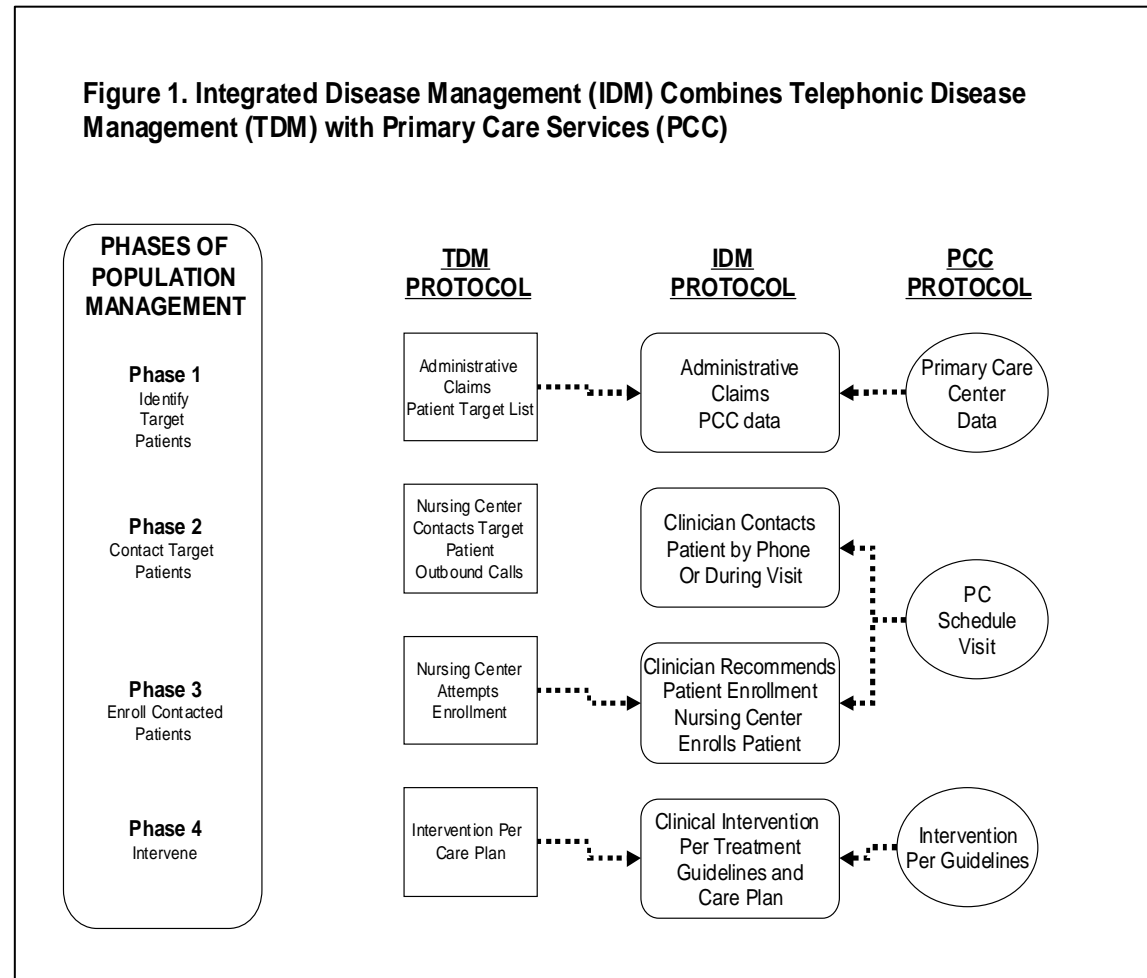 Figure 1. Integrated Disease Management (IDM) Combines Telephonic Disease
Management (TDM) with Primary Care Services (PCC)
PHASES OF
POPULATION
MANAGEMENT
TDM
PROTOCOL
IDM
PROTOCOL
PCC
PROTOCOL
Phase 1
Identify
Target
Patients
Administrative
Claims
Patient Target List
Administrative
Claims
PCC data
Primary Care
Center
Data
Phase 2
Contact Target
Patients
Nursing Center
Contacts Target
Patient
Outbound Calls
Clinician Contacts
Patient by Phone
Or During Visit
PC
Schedule
Visit
Phase 3
Enroll Contacted
Patients
Nursing Center
Attempts
Enrollment
Clinician Recommends
Patient Enrollment
Nursing Center
Enrolls Patient
Phase 4
Intervene
Intervention Per
Care Plan
Clinical Intervention
Per Treatment
Guidelines and
Care Plan
Intervention
Per Guidelines